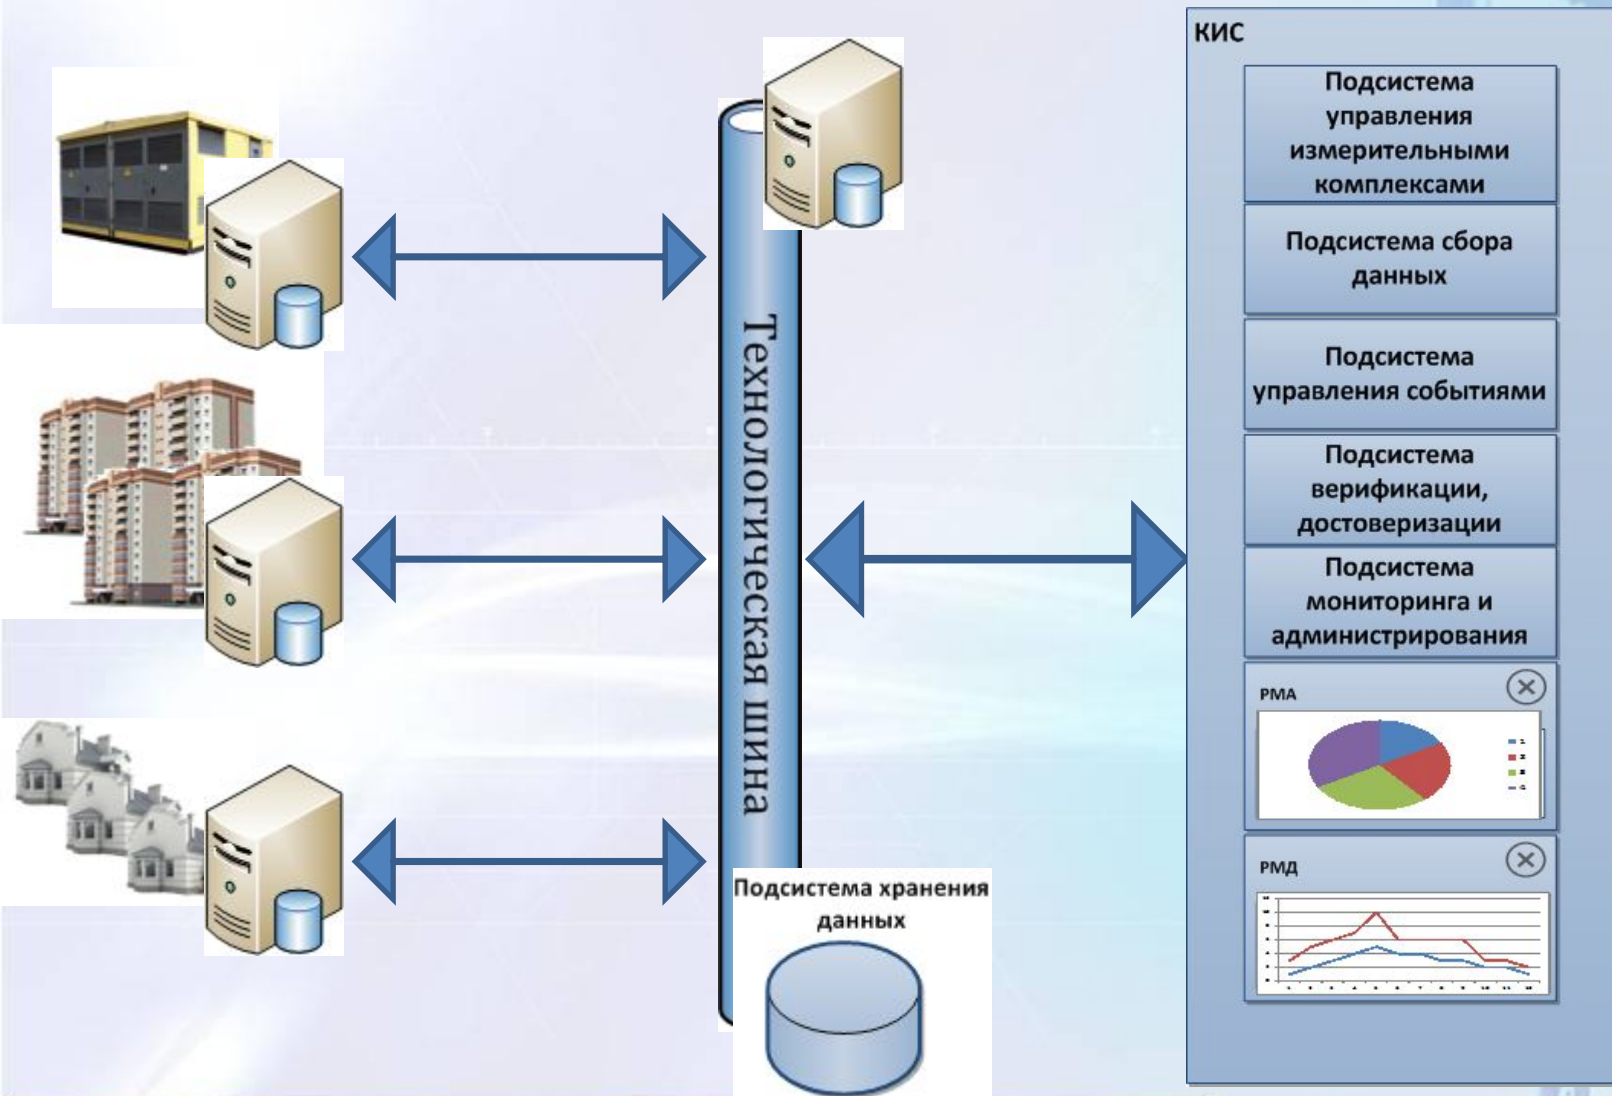 Технологическая шина
Подсистема хранения
данных
КИС
Подсистема
управления
измерительными
комплексами
Подсистема сбора
данных
Подсистема
управления событиями
Подсистема
верификации,
достоверизации
Подсистема
мониторинга и
администрирования
РМА
РМД